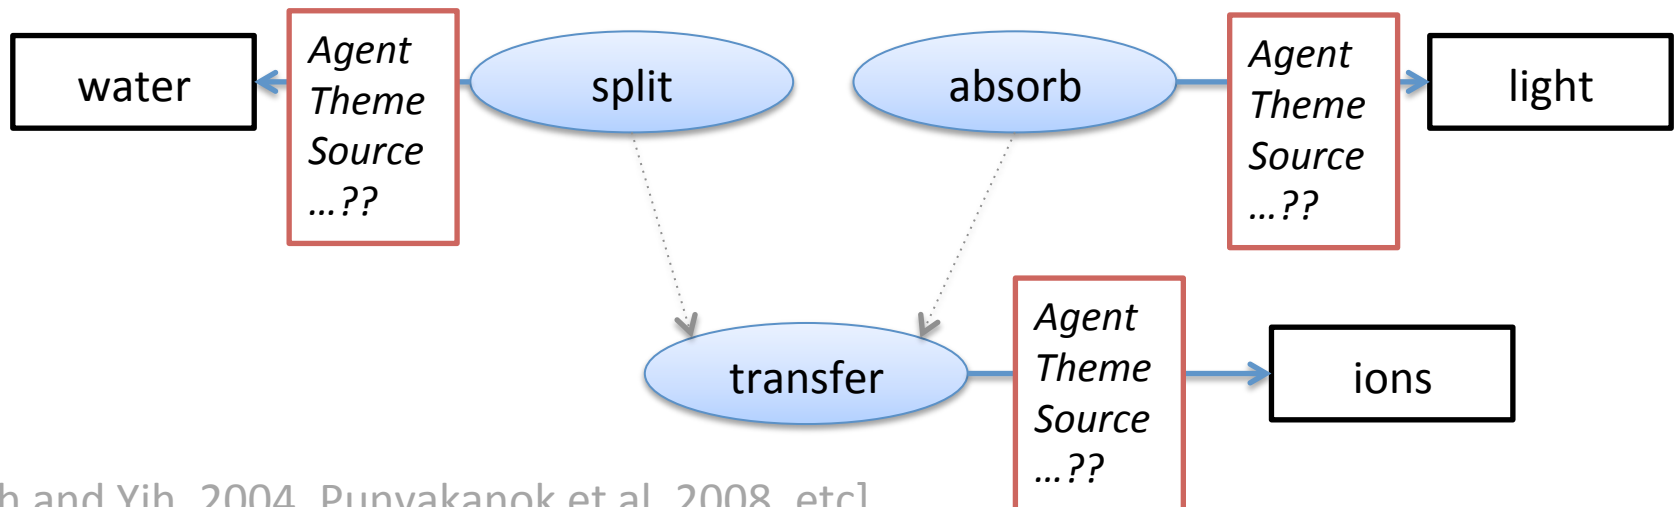 water
Agent
Theme
Source
...??
split
absorb
Agent
Theme
Source
...??
light
transfer
Agent
Theme
Source
...??
ions
and Yih, 2004, Punyakanok et al, 2008, etc]